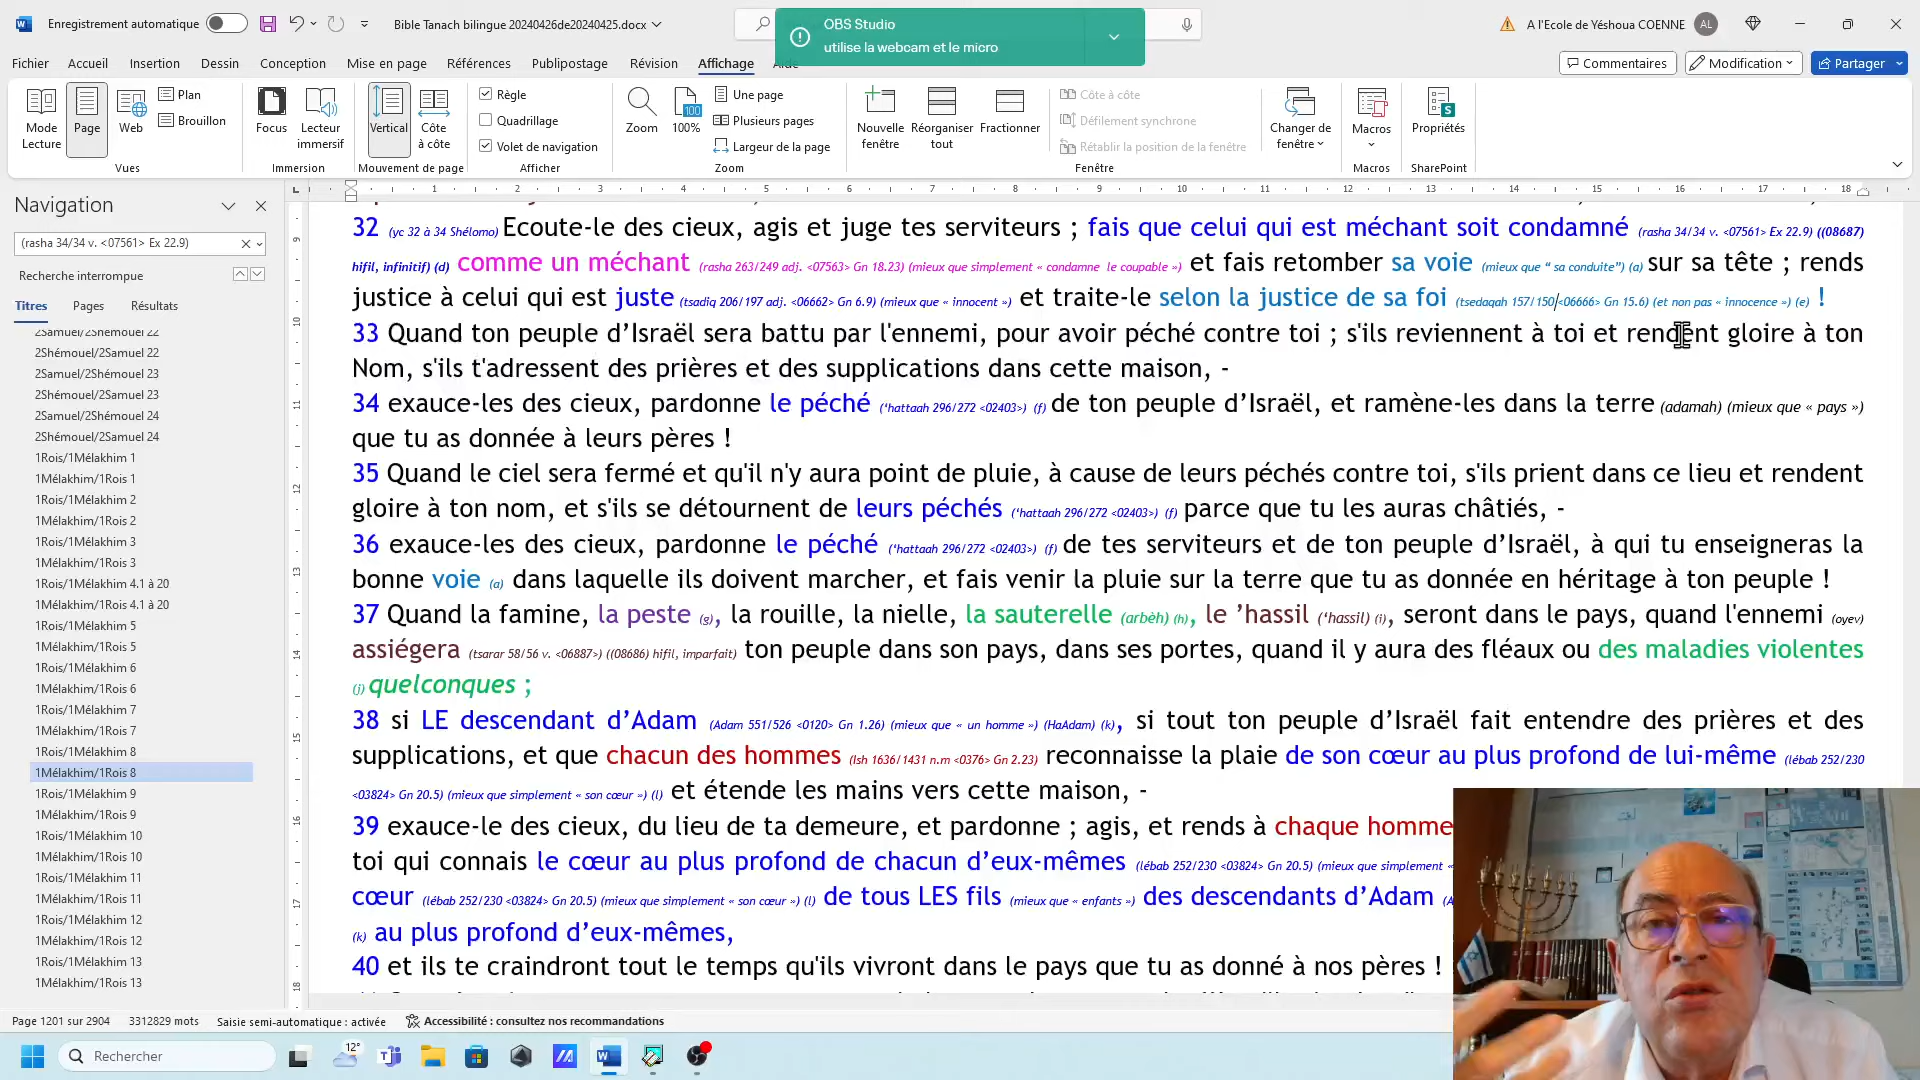 Enregistrement automatique
Bible Tanach bilingue 20240426de20240425.docx
OBS Studio
utilise la webcam et le micro
A l'Ecole de Yéshoua COENNE
AL
Fichier Accueil Insertion Dessin Conception Mise en page Références Publipostage Révision Affichage Aide
Commentaires Modification Partager
Mode Lecture
Page
Web
Plan
Brouillon
Vues
Focus
Lecteur immersif
Immersion
Vertical
Côte à côte
Mouvement de page
Règle
Quadrillage
Volet de navigation
Afficher
Zoom
100%
Une page
Plusieurs pages
Largeur de la page
Zoom
Nouvelle fenêtre
Réorganiser tout
Fractionner
Côte à côte
Défilement synchrone
Rétablir la position de la fenêtre
Fenêtre
Changer de fenêtre
Macros
Macros
Propriétés
SharePoint
Navigation
(rasha 34/34 v. <07561> Ex 22.9)
Recherche interrompue
Titres Pages Résultats
2Samuel/2Shémouel 22
2Shémouel/2Samuel 22
2Samuel/2Shémouel 23
2Shémouel/2Samuel 23
2Samuel/2Shémouel 24
2Shémouel/2Samuel 24
1Rois/1Mélakhim 1
1Mélakhim/1Rois 1
1Rois/1Mélakhim 2
1Mélakhim/1Rois 2
1Rois/1Mélakhim 3
1Mélakhim/1Rois 3
1Rois/1Mélakhim 4.1 à 20
1Rois/1Mélakhim 4.1 à 20
1Rois/1Mélakhim 5
1Mélakhim/1Rois 5
1Rois/1Mélakhim 6
1Mélakhim/1Rois 6
1Rois/1Mélakhim 7
1Mélakhim/1Rois 7
1Rois/1Mélakhim 8
1Mélakhim/1Rois 8
1Rois/1Mélakhim 9
1Mélakhim/1Rois 9
1Rois/1Mélakhim 10
1Mélakhim/1Rois 10
1Rois/1Mélakhim 11
1Mélakhim/1Rois 11
1Rois/1Mélakhim 12
1Mélakhim/1Rois 12
1Rois/1Mélakhim 13
1Mélakhim/1Rois 13
1 2 3 4 5 6 7 8 9 10 11 12 13 14 15 16 17 18
32 (yc 32 à 34 Shélomo) Ecoute-le des cieux, agis et juge tes serviteurs ; fais que celui qui est méchant soit condamné (rasha 34/34 v. <07561> Ex 22.9) ((08687)
hifil, infinitif) (d) comme un méchant (rasha 263/249 adj. <07563> Gn 18.23) (mieux que simplement « condamne le coupable ») et fais retomber sa voie (mieux que “ sa conduite”) (a) sur sa tête ; rends
justice à celui qui est juste (tsadiq 206/197 adj. <06662> Gn 6.9) (mieux que « innocent ») et traite-le selon la justice de sa foi (tsedaqah 157/150 <06666> Gn 15.6) (et non pas « innocence ») (e) !
33 Quand ton peuple d’Israël sera battu par l'ennemi, pour avoir péché contre toi ; s'ils reviennent à toi et rendent gloire à ton
Nom, s'ils t'adressent des prières et des supplications dans cette maison, -
34 exauce-les des cieux, pardonne le péché (‘hattaah 296/272 <02403>) (f) de ton peuple d’Israël, et ramène-les dans la terre (adamah) (mieux que « pays »)
que tu as donnée à leurs pères !
35 Quand le ciel sera fermé et qu'il n'y aura point de pluie, à cause de leurs péchés contre toi, s'ils prient dans ce lieu et rendent
gloire à ton nom, et s'ils se détournent de leurs péchés (‘hattaah 296/272 <02403>) (f) parce que tu les auras châtiés, -
36 exauce-les des cieux, pardonne le péché (‘hattaah 296/272 <02403>) (f) de tes serviteurs et de ton peuple d’Israël, à qui tu enseigneras la
bonne voie (a) dans laquelle ils doivent marcher, et fais venir la pluie sur la terre que tu as donnée en héritage à ton peuple !
37 Quand la famine, la peste (g), la rouille, la nielle, la sauterelle (arbèh) (h), le ’hassil (‘hassil) (i), seront dans le pays, quand l'ennemi (oyev)
assiégera (tsarar 58/56 v. <06887>) ((08686) hifil, imparfait) ton peuple dans son pays, dans ses portes, quand il y aura des fléaux ou des maladies violentes
(j) quelconques ;
38 si LE descendant d’Adam (Adam 551/526 <0120> Gn 1.26) (mieux que « un homme ») (HaAdam) (k), si tout ton peuple d’Israël fait entendre des prières et des
supplications, et que chacun des hommes (Ish 1636/1431 n.m <0376> Gn 2.23) reconnaisse la plaie de son cœur au plus profond de lui-même (lébab 252/230
<03824> Gn 20.5) (mieux que simplement « son cœur ») (l) et étende les mains vers cette maison, -
39 exauce-le des cieux, du lieu de ta demeure, et pardonne ; agis, et rends à chaque homme
toi qui connais le cœur au plus profond de chacun d’eux-mêmes (lébab 252/230 <03824> Gn 20.5) (mieux que simplement «
cœur (lébab 252/230 <03824> Gn 20.5) (mieux que simplement « son cœur ») (l) de tous LES fils (mieux que « enfants ») des descendants d’Adam (A
(k) au plus profond d’eux-mêmes,
40 et ils te craindront tout le temps qu'ils vivront dans le pays que tu as donné à nos pères !
Page 1201 sur 2904 3312829 mots Saisie semi-automatique : activée Accessibilité : consultez nos recommandations
Rechercher
12°